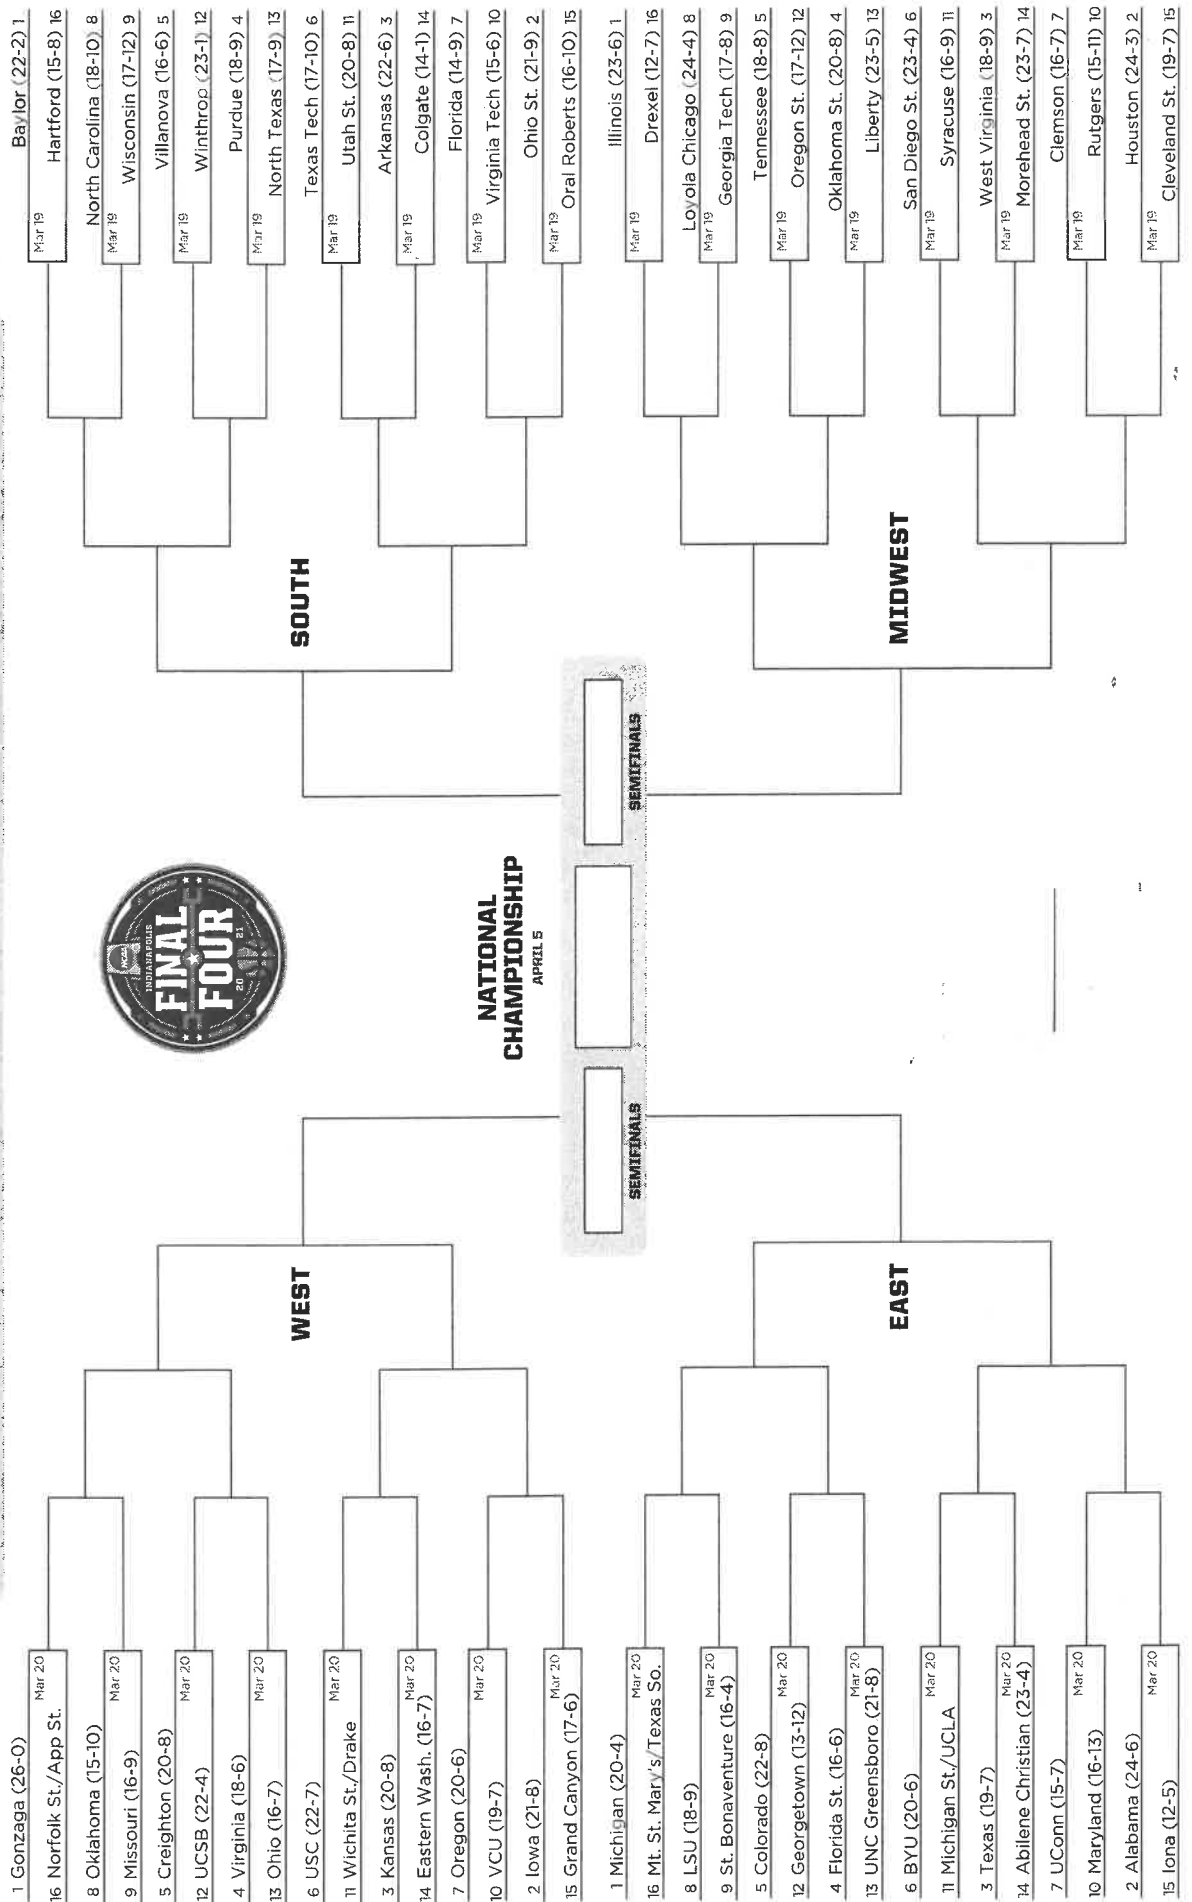 1 Gonzaga (26-0)
Mar 20
16 Norfolk St./App St.
8 Oklahoma (15-10)
Mar 20
9 Missouri (16-9)
5 Creighton (20-8)
Mar 20
12 UCSB (22-4)
4 Virginia (18-6)
Mar 20
13 Ohio (16-7)
6 USC (22-7)
Mar 20
11 Wichita St./Drake
3 Kansas (20-8)
Mar 20
14 Eastern Wash. (16-7)
7 Oregon (20-6)
Mar 20
10 VCU (19-7)
2 Iowa (21-8)
Mar 20
15 Grand Canyon (17-6)
WEST
1 Michigan (20-4)
Mar 20
16 Mt. St. Mary's/Texas So.
8 LSU (18-9)
Mar 20
9 St. Bonaventure (16-4)
5 Colorado (22-8)
Mar 20
12 Georgetown (13-12)
4 Florida St. (16-6)
Mar 20
13 UNC Greensboro (21-8)
6 BYU (20-6)
Mar 20
11 Michigan St./UCLA
3 Texas (19-7)
Mar 20
14 Abilene Christian (23-4)
7 UConn (15-7)
Mar 20
10 Maryland (16-13)
2 Alabama (24-6)
Mar 20
15 Iona (12-5)
EAST
NCAA
INDIANAPOLIS
FINAL
FOUR
20 21
NATIONAL
CHAMPIONSHIP
APRIL 5
SEMIFINALS
SEMIFINALS
Baylor (22-2) 1
Mar 19
Hartford (15-8) 16
North Carolina (18-10) 8
Mar 19
Wisconsin (17-12) 9
Villanova (16-6) 5
Mar 19
Winthrop (23-1) 12
Purdue (18-9) 4
Mar 19
North Texas (17-9) 13
Texas Tech (17-10) 6
Mar 19
Utah St. (20-8) 11
Arkansas (22-6) 3
Mar 19
Colgate (14-1) 14
Florida (14-9) 7
Mar 19
Virginia Tech (15-6) 10
Ohio St. (21-9) 2
Mar 19
Oral Roberts (16-10) 15
SOUTH
Illinois (23-6) 1
Mar 19
Drexel (12-7) 16
Loyola Chicago (24-4) 8
Mar 19
Georgia Tech (17-8) 9
Tennessee (18-8) 5
Mar 19
Oregon St. (17-12) 12
Oklahoma St. (20-8) 4
Mar 19
Liberty (23-5) 13
San Diego St. (23-4) 6
Mar 19
Syracuse (16-9) 11
West Virginia (18-9) 3
Mar 19
Morehead St. (23-7) 14
Clemson (16-7) 7
Mar 19
Rutgers (15-11) 10
Houston (24-3) 2
Mar 19
Cleveland St. (19-7) 15
MIDWEST